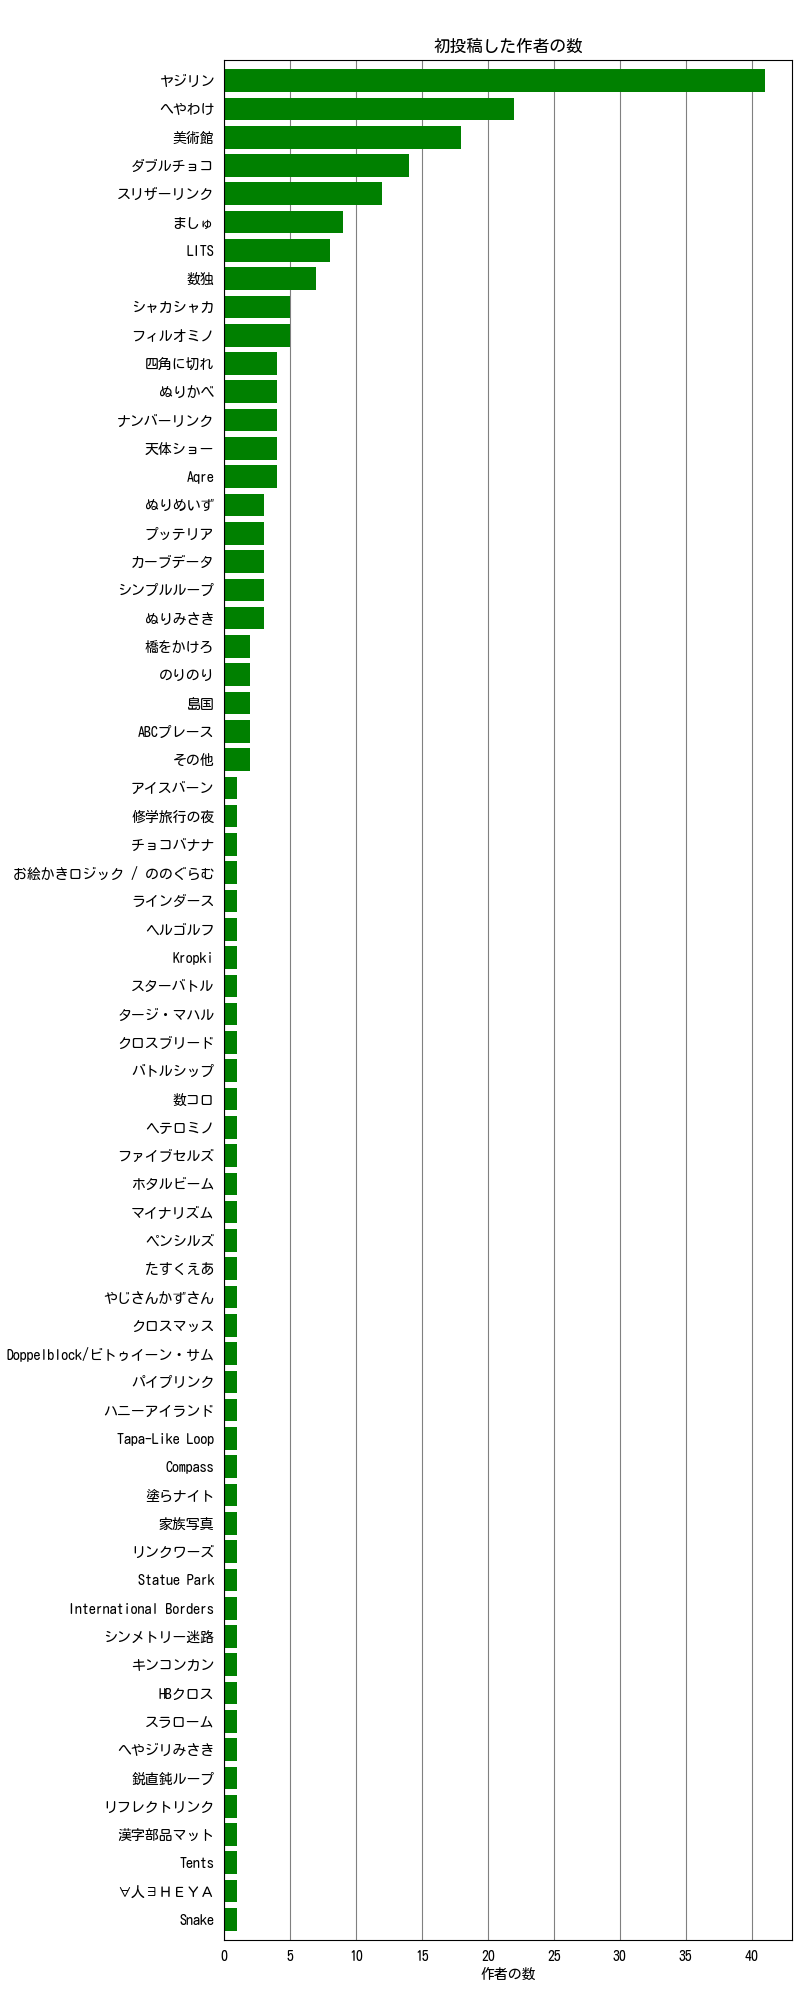 初投稿した作者の数
ヤジリン
へやわけ
美術館
ダブルチョコ
スリザーリンク
ましゅ
LITS
数独
シャカシャカ
フィルオミノ
四角に切れ
ぬりかべ
ナンバーリンク
天体ショー
Aqre
ぬりめいず
プッテリア
カーブデータ
シンプルループ
ぬりみさき
橋をかけろ
のりのり
島国
ABCプレース
その他
アイスバーン
修学旅行の夜
チョコバナナ
お絵かきロジック / ののぐらむ
ラインダース
ヘルゴルフ
Kropki
スターバトル
タージ・マハル
クロスブリード
バトルシップ
数コロ
ヘテロミノ
ファイブセルズ
ホタルビーム
マイナリズム
ペンシルズ
たすくえあ
やじさんかずさん
クロスマッス
Doppelblock/ビトゥイーン・サム
パイプリンク
ハニーアイランド
Tapa-Like Loop
Compass
塗らナイト
家族写真
リンクワーズ
Statue Park
International Borders
シンメトリー迷路
キンコンカン
HBクロス
スラローム
へやジリみさき
鋭直鈍ループ
リフレクトリンク
漢字部品マット
Tents
∀人∃ＨＥＹＡ
Snake
0 5 10 15 20 25 30 35 40
作者の数